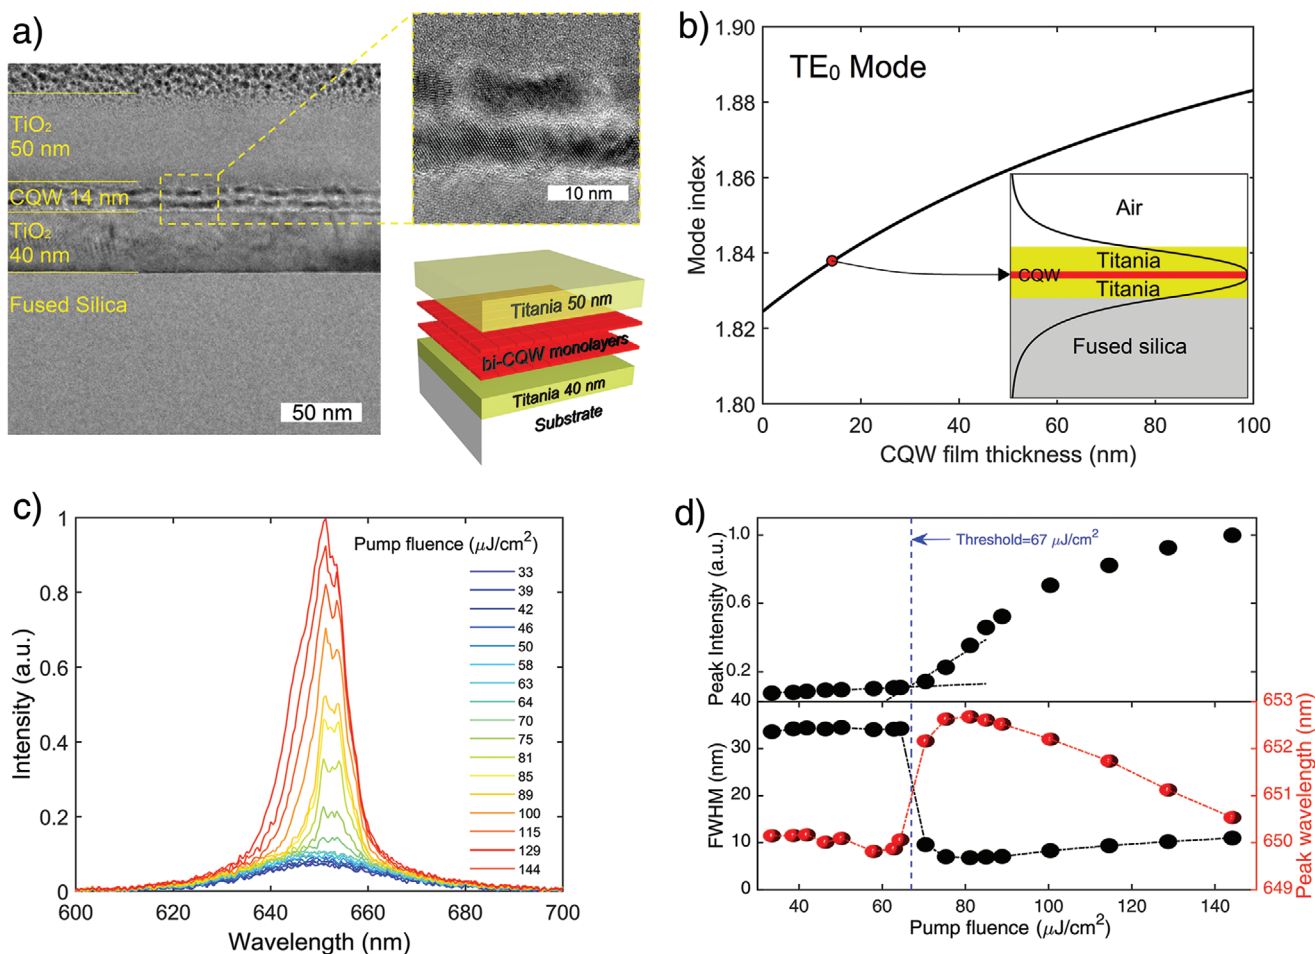 a)
TiO₂
50 nm
CQW 14 nm
TiO₂
40 nm
Fused Silica
50 nm
10 nm
Titania 50 nm
bi-CQW monolayers
Titania 40 nm
Substrate
b)
1.90
1.88
1.86
1.84
1.82
1.80
Mode index
TE₀ Mode
Air
Titania
CQW
Titania
Fused silica
0 20 40 60 80 100
CQW film thickness (nm)
c)
1
0.8
0.6
0.4
0.2
0
Intensity (a.u.)
Pump fluence (μJ/cm²)
33
39
42
46
50
58
63
64
70
75
81
85
89
100
115
129
144
600 620 640 660 680 700
Wavelength (nm)
d)
1.0
0.6
0.2
Peak Intensity (a.u.)
Threshold=67 μJ/cm²
40
30
20
10
0
FWHM (nm)
653
652
651
650
649
Peak wavelength (nm)
40 60 80 100 120 140
Pump fluence (μJ/cm²)